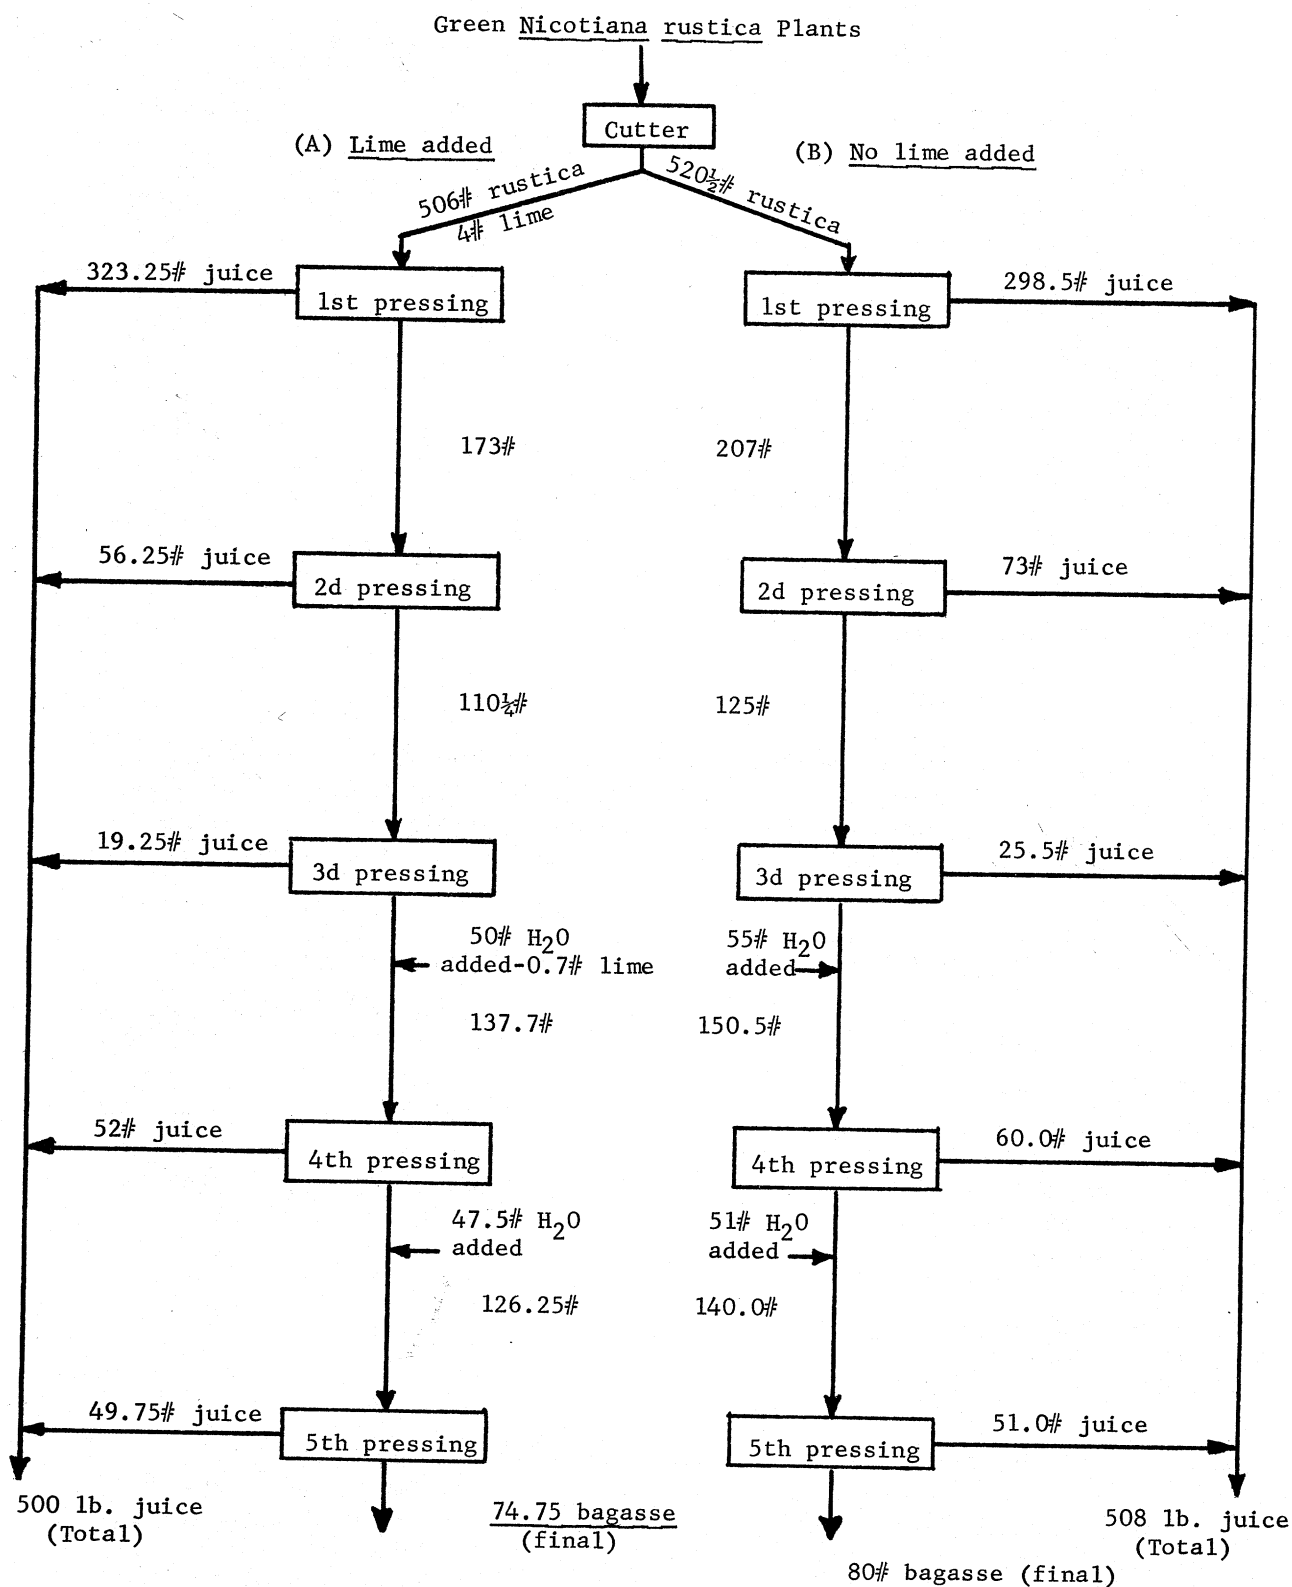 Green Nicotiana rustica Plants
Cutter
(A) Lime added
(B) No lime added
506# rustica
4# lime
520½# rustica
323.25# juice
1st pressing
1st pressing
298.5# juice
173#
207#
56.25# juice
2d pressing
2d pressing
73# juice
110¼#
125#
19.25# juice
3d pressing
3d pressing
25.5# juice
50# H2O
added-0.7# lime
55# H2O
added
137.7#
150.5#
52# juice
4th pressing
4th pressing
60.0# juice
47.5# H2O
added
51# H2O
added
126.25#
140.0#
49.75# juice
5th pressing
5th pressing
51.0# juice
500 lb. juice
(Total)
74.75 bagasse
(final)
80# bagasse (final)
508 lb. juice
(Total)